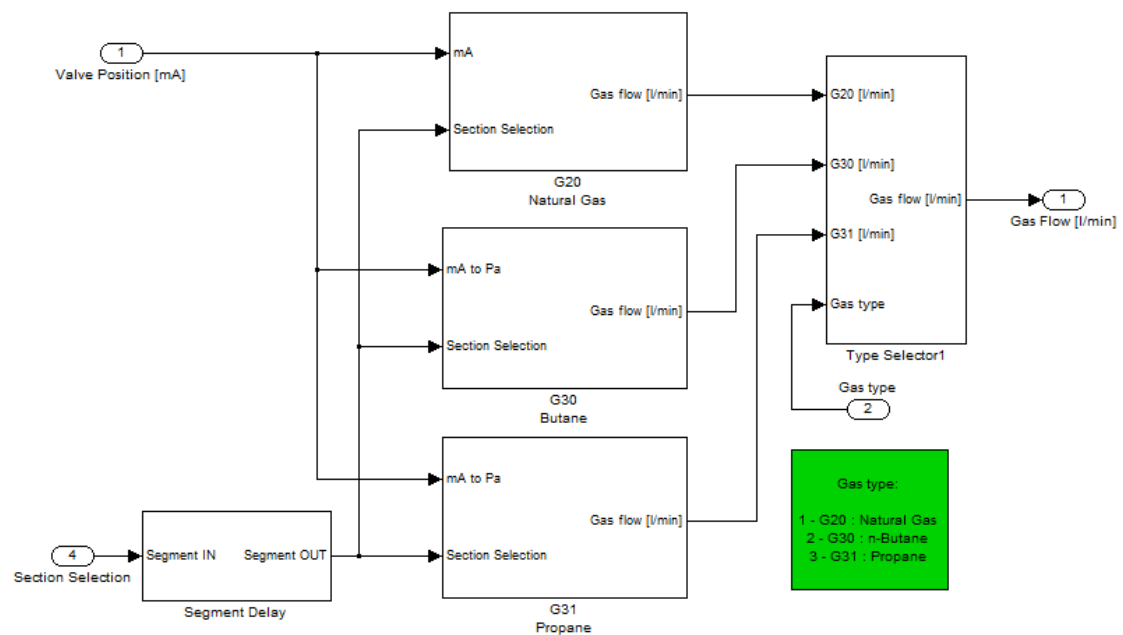 1
Valve Position [mA]
mA
Section Selection
Gas flow [l/min]
G20
Natural Gas
mA to Pa
Section Selection
Gas flow [l/min]
G30
Butane
mA to Pa
Section Selection
Gas flow [l/min]
G31
Propane
4
Section Selection
Segment IN
Segment OUT
Segment Delay
G20 [l/min]
G30 [l/min]
G31 [l/min]
Gas type
Gas flow [l/min]
Type Selector1
1
Gas Flow [l/min]
Gas type
2
Gas type:
1 - G20 : Natural Gas
2 - G30 : n-Butane
3 - G31 : Propane